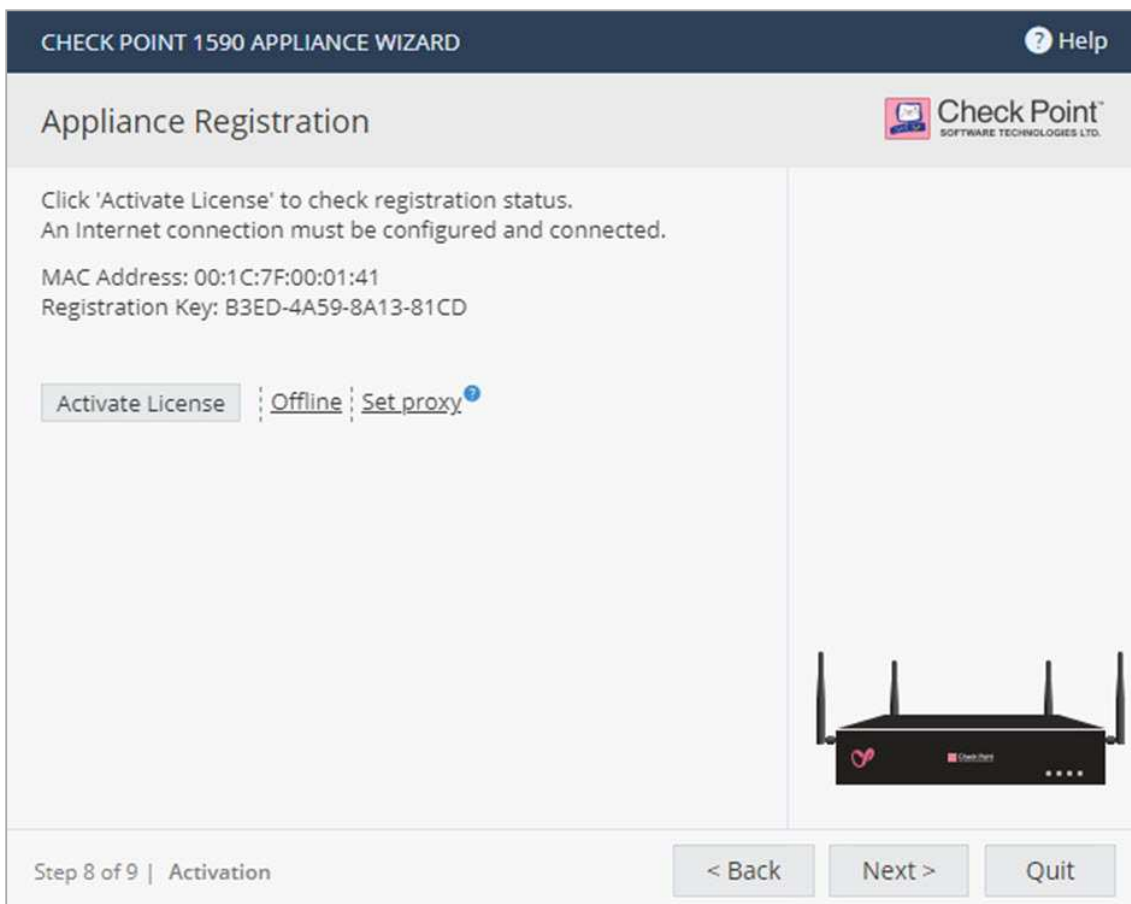 CHECK POINT 1590 APPLIANCE WIZARD
? Help
Appliance Registration
Check Point™
SOFTWARE TECHNOLOGIES LTD.
Click 'Activate License' to check registration status.
An Internet connection must be configured and connected.
MAC Address: 00:1C:7F:00:01:41
Registration Key: B3ED-4A59-8A13-81CD
Activate License Offline Set proxy ?
Check Point
Step 8 of 9 | Activation < Back Next > Quit